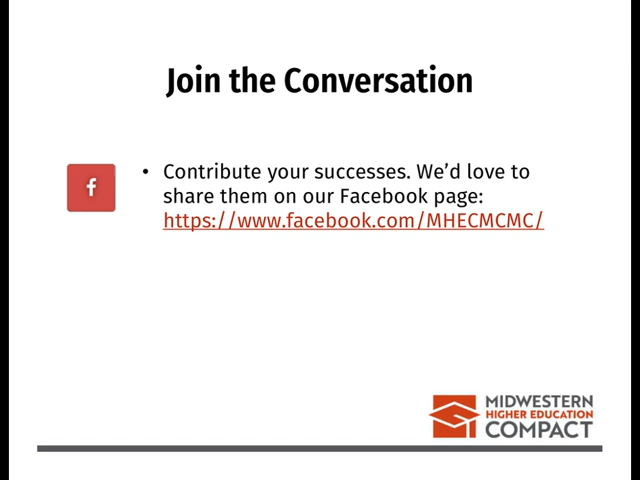 Join the Conversation
f
• Contribute your successes. We'd love to
share them on our Facebook page:
https://www.facebook.com/MHECMCMC/
MIDWESTERN
HIGHER EDUCATION
COMPACT